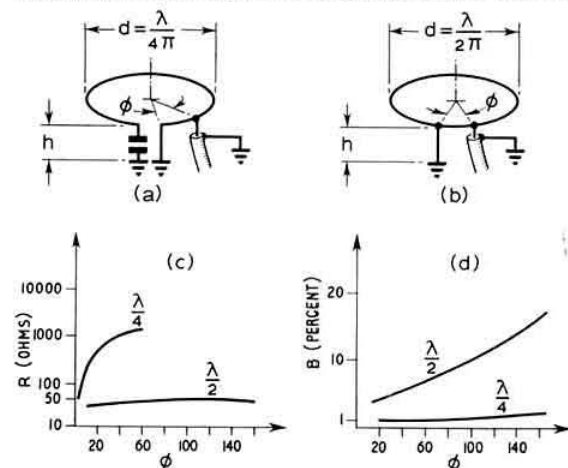 d = λ/4π
ϕ
h
(a)
d = λ/2π
ϕ
h
(b)
(c)
R (OHMS)
10000
1000
100
50
10
λ/4
λ/2
20 60 100 140
ϕ
(d)
B (PERCENT)
20
10
1
λ/2
λ/4
20 60 100 140
ϕ